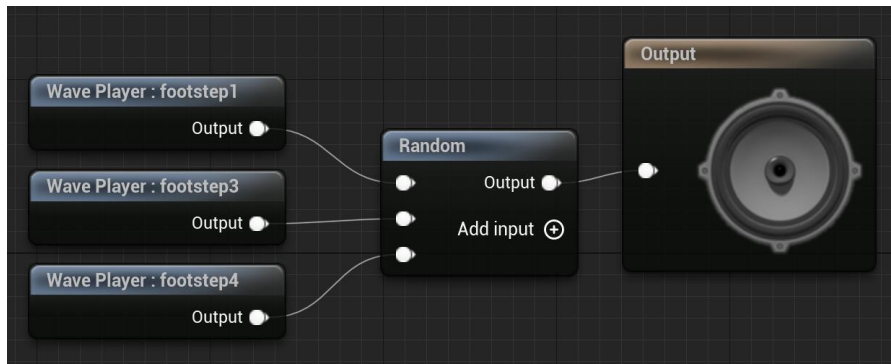 Wave Player : footstep1
Output
Wave Player : footstep3
Output
Wave Player : footstep4
Output
Random
Output
Add input
Output